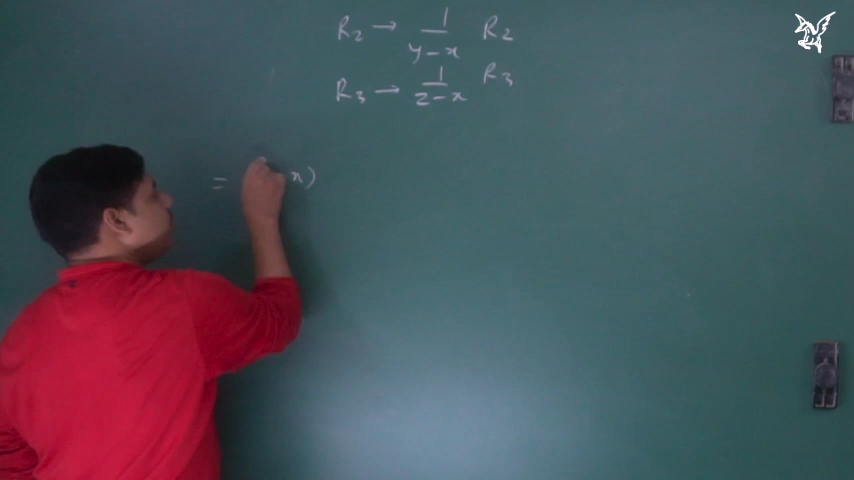 R₂ → 1/(y-x) R₂
R₃ → 1/(z-x) R₃
= x)